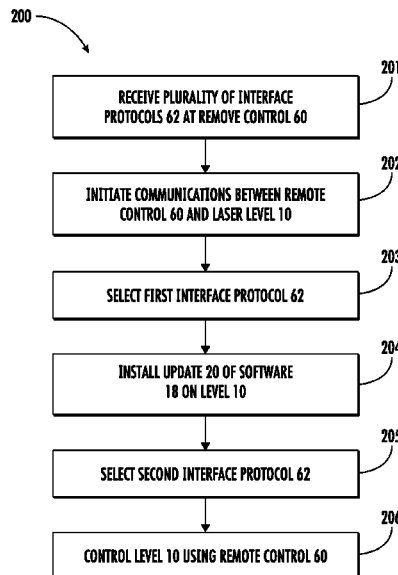 200
201
RECEIVE PLURALITY OF INTERFACE
PROTOCOLS 62 AT REMOVE CONTROL 60
202
INITIATE COMMUNICATIONS BETWEEN REMOTE
CONTROL 60 AND LASER LEVEL 10
203
SELECT FIRST INTERFACE PROTOCOL 62
204
INSTALL UPDATE 20 OF SOFTWARE
18 ON LEVEL 10
205
SELECT SECOND INTERFACE PROTOCOL 62
206
CONTROL LEVEL 10 USING REMOTE CONTROL 60